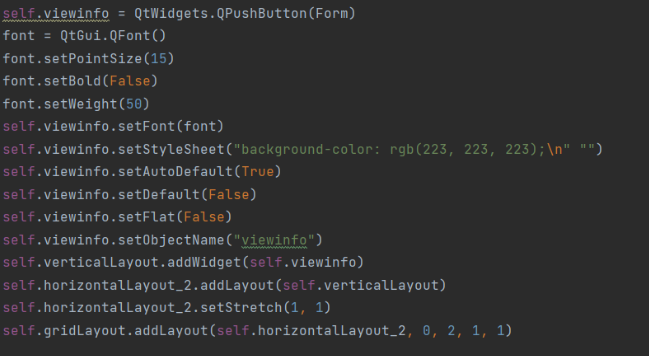 self.viewinfo = QtWidgets.QPushButton(Form)
font = QtGui.QFont()
font.setPointSize(15)
font.setBold(False)
font.setWeight(50)
self.viewinfo.setFont(font)
self.viewinfo.setStyleSheet("background-color: rgb(223, 223, 223);\n" "")
self.viewinfo.setAutoDefault(True)
self.viewinfo.setDefault(False)
self.viewinfo.setFlat(False)
self.viewinfo.setObjectName("viewinfo")
self.verticalLayout.addWidget(self.viewinfo)
self.horizontalLayout_2.addLayout(self.verticalLayout)
self.horizontalLayout_2.setStretch(1, 1)
self.gridLayout.addLayout(self.horizontalLayout_2, 0, 2, 1, 1)